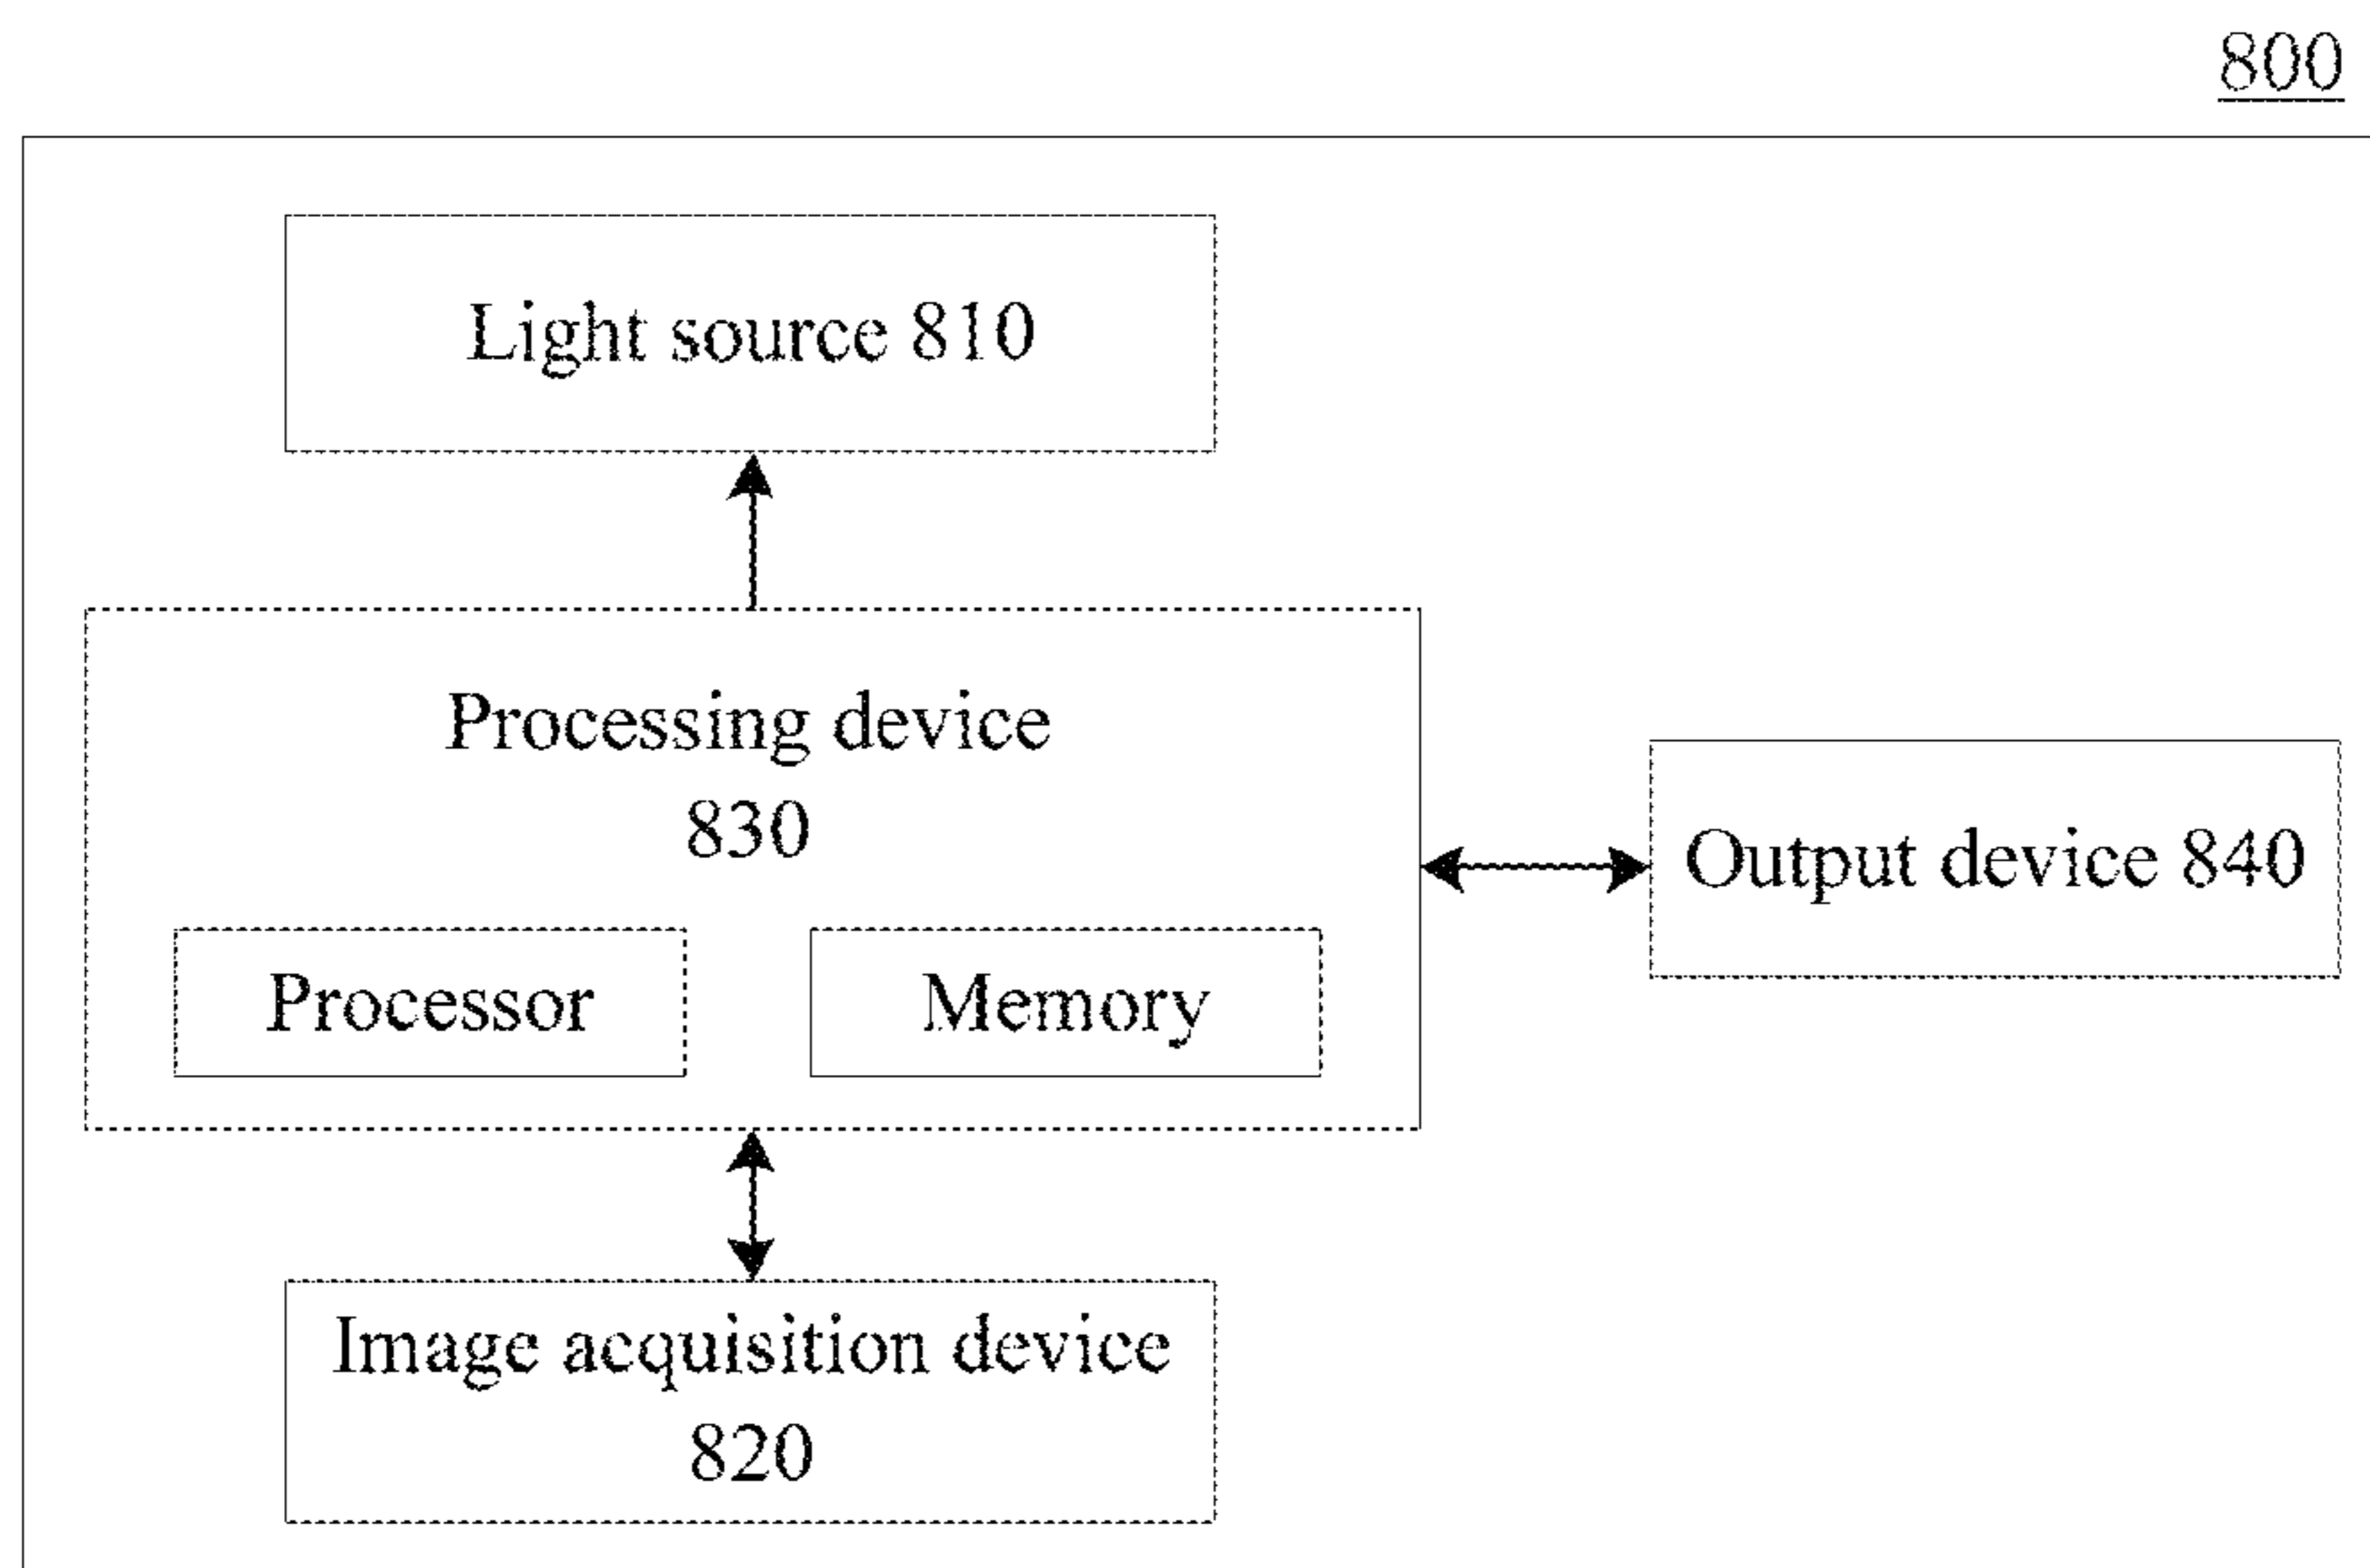 800
Light source 810
Processing device
830
Processor
Memory
Output device 840
Image acquisition device
820